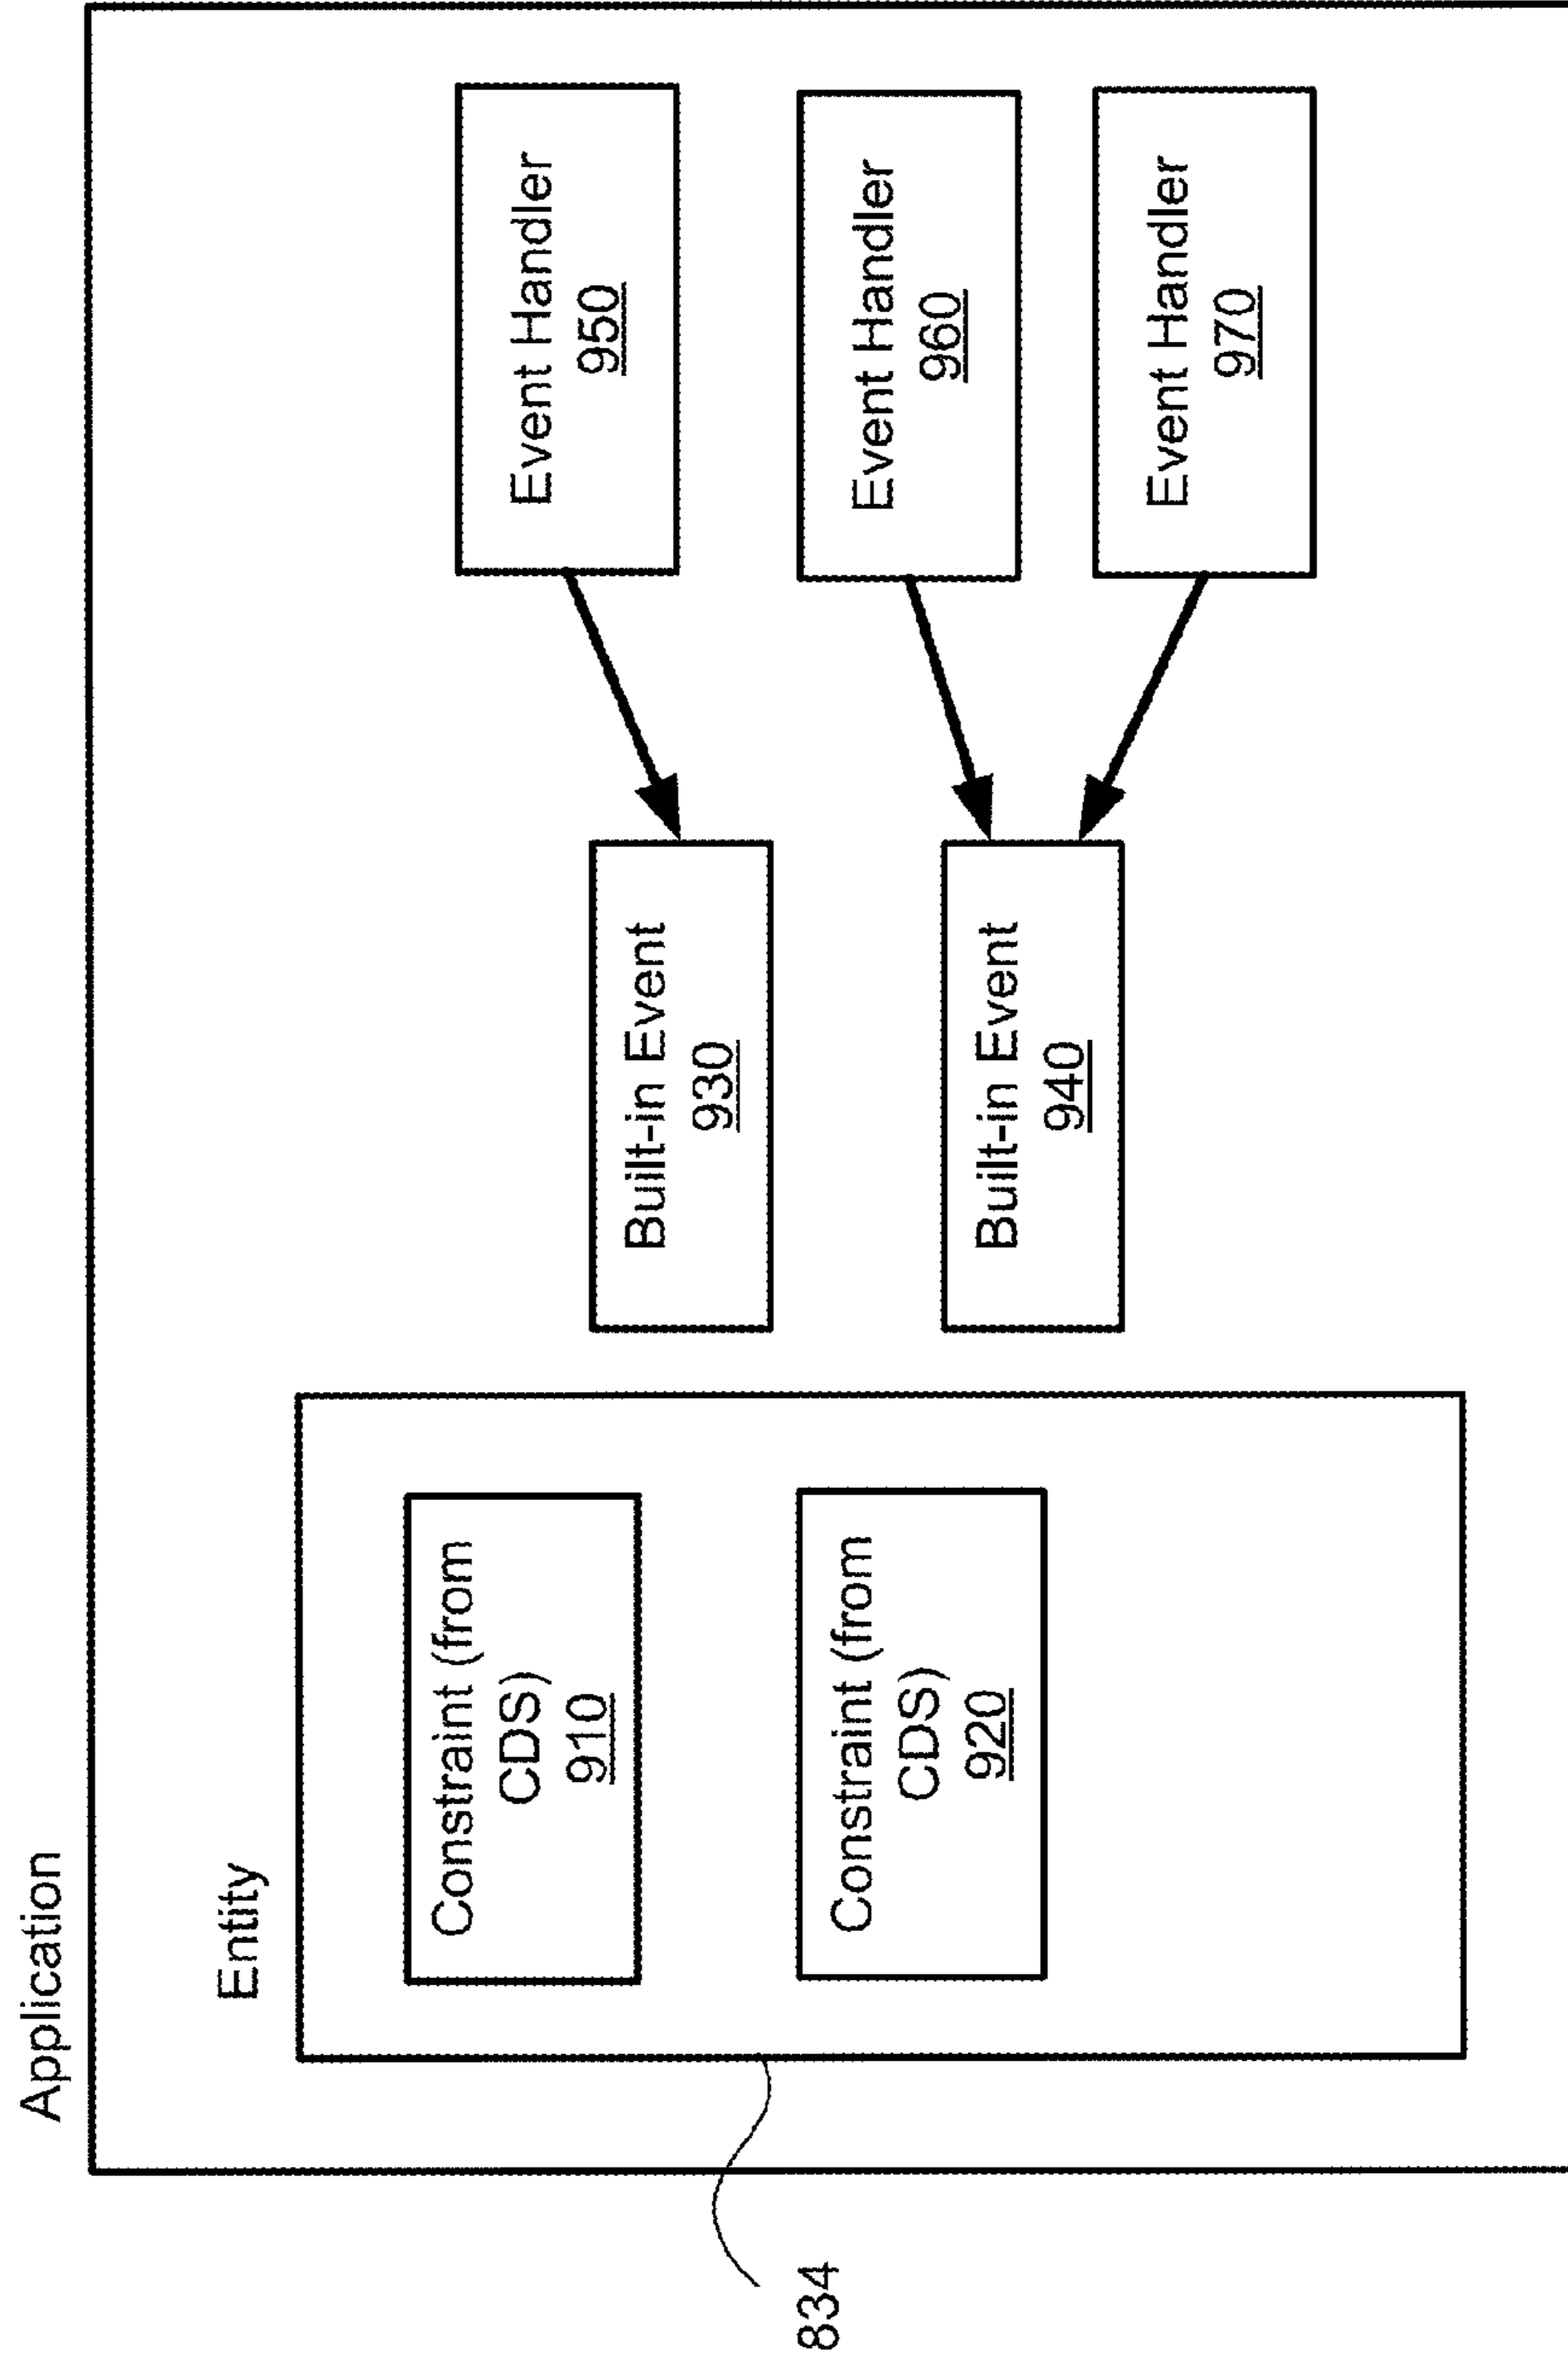 Application
Entity
Constraint (from
CDS)
910
Constraint (from
CDS)
920
834
Built-in Event
930
Built-in Event
940
Event Handler
950
Event Handler
960
Event Handler
970